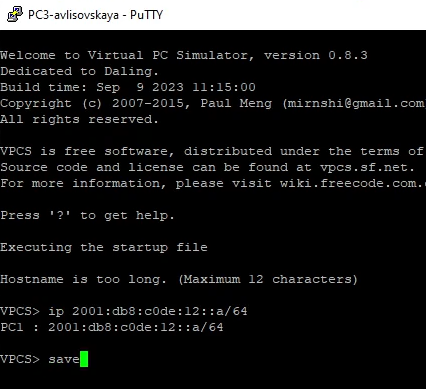 PC3-avlisovskaya - PuTTY
Welcome to Virtual PC Simulator, version 0.8.3
Dedicated to Daling.
Build time: Sep  9 2023 11:15:00
Copyright (c) 2007-2015, Paul Meng (mirnshi@gmail.com
All rights reserved.
VPCS is free software, distributed under the terms of
Source code and license can be found at vpcs.sf.net.
For more information, please visit wiki.freecode.com.
Press '?' to get help.
Executing the startup file
Hostname is too long. (Maximum 12 characters)
VPCS> ip 2001:db8:c0de:12::a/64
PC1 : 2001:db8:c0de:12::a/64
VPCS> save